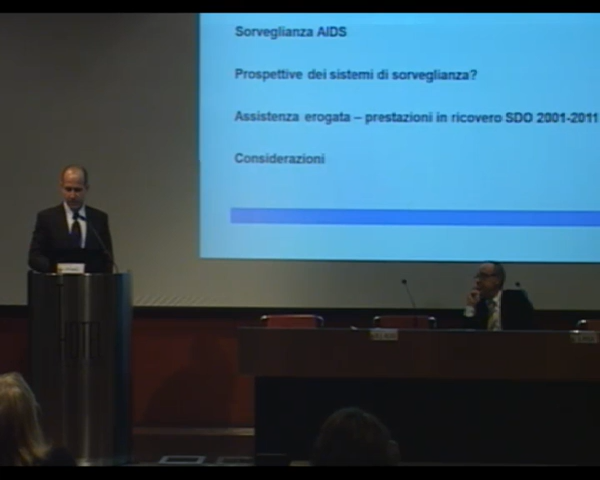 Sorveglianza AIDS
Prospettive dei sistemi di sorveglianza?
Assistenza erogata – prestazioni in ricovero SDO 2001-2011
Considerazioni